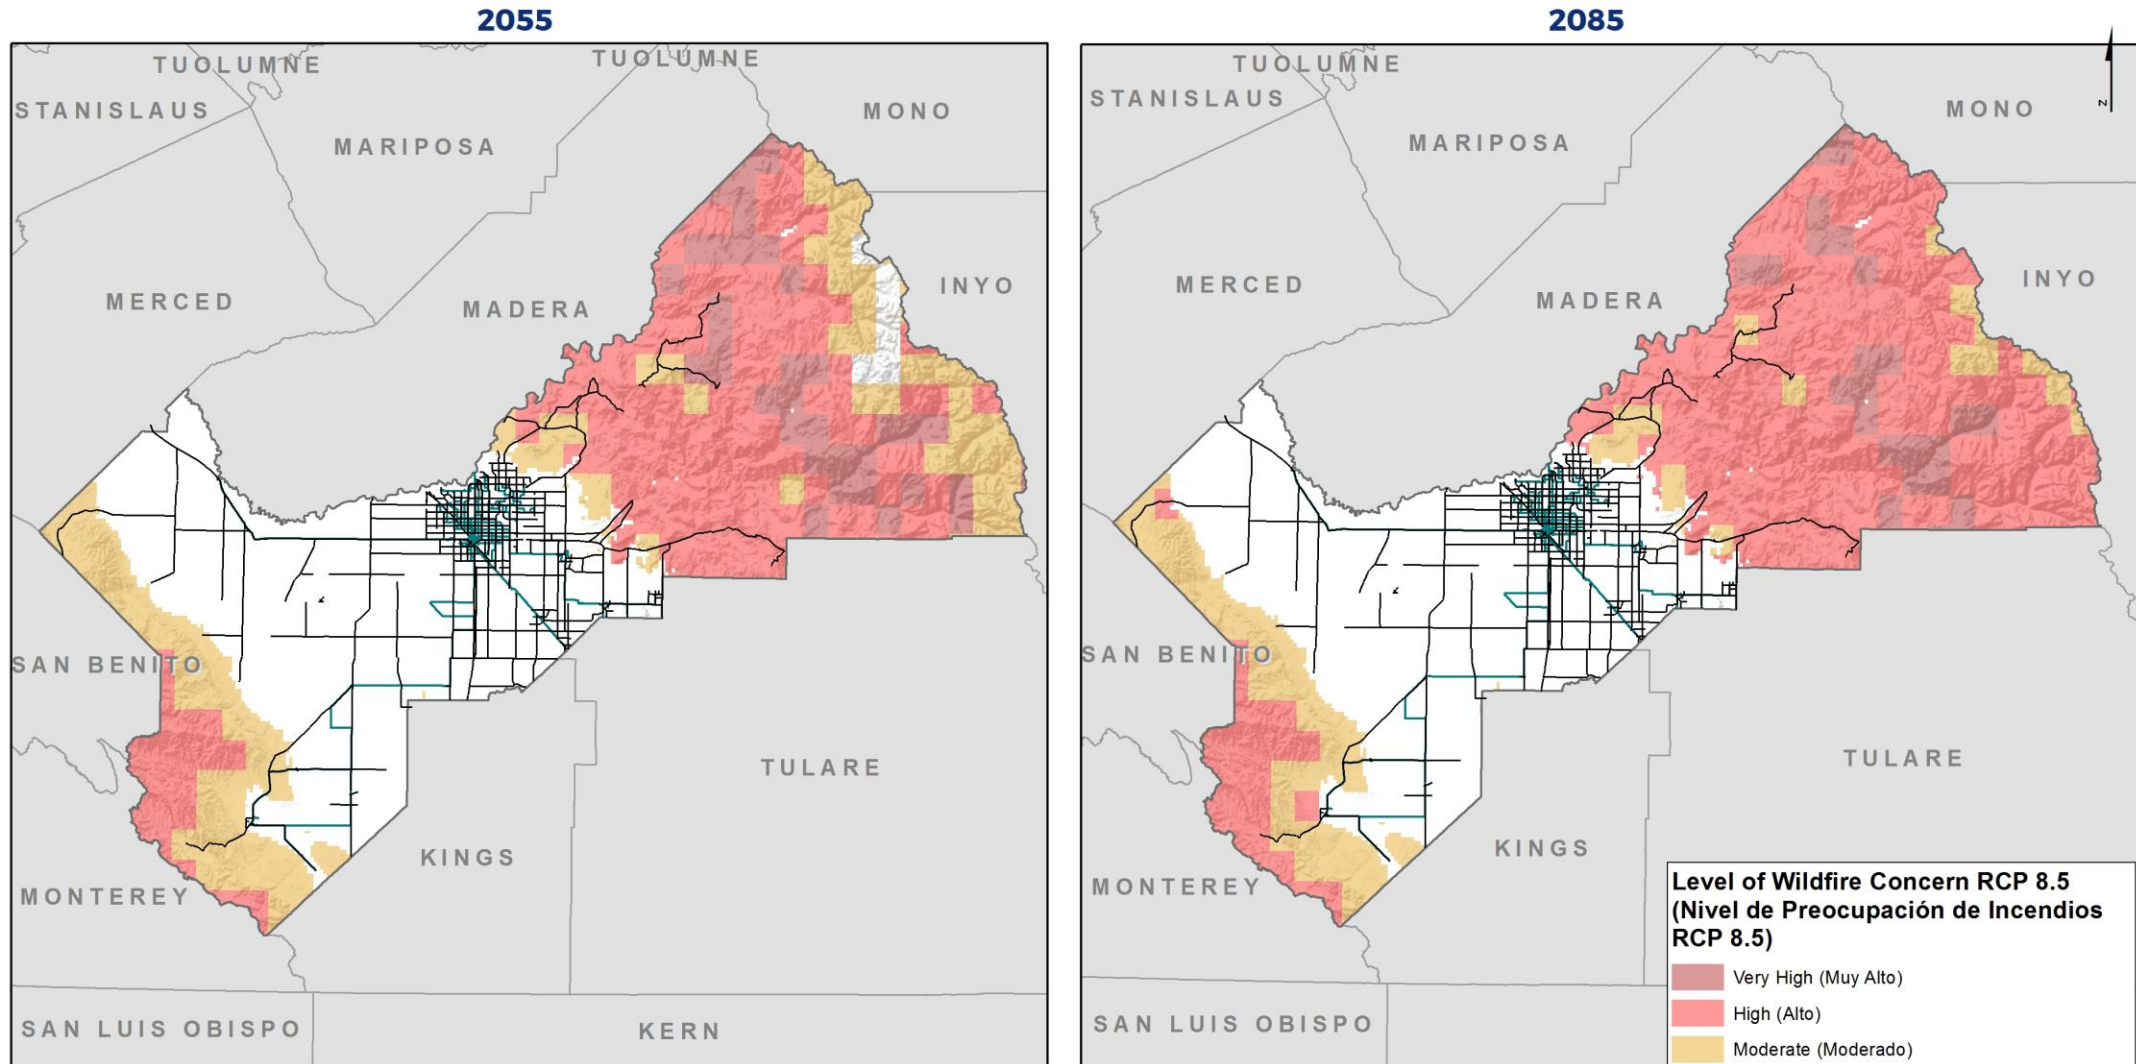 2055
2085
TUOLUMNE
TUOLUMNE
STANISLAUS
MONO
MARIPOSA
MERCED
MADERA
INYO
SAN BENITO
TULARE
KINGS
MONTEREY
SAN LUIS OBISPO
KERN
N
TUOLUMNE
STANISLAUS
MONO
MARIPOSA
MERCED
MADERA
INYO
SAN BENITO
TULARE
KINGS
MONTEREY
SAN LUIS OBISPO
Level of Wildfire Concern RCP 8.5
(Nivel de Preocupación de Incendios
RCP 8.5)
Very High (Muy Alto)
High (Alto)
Moderate (Moderado)